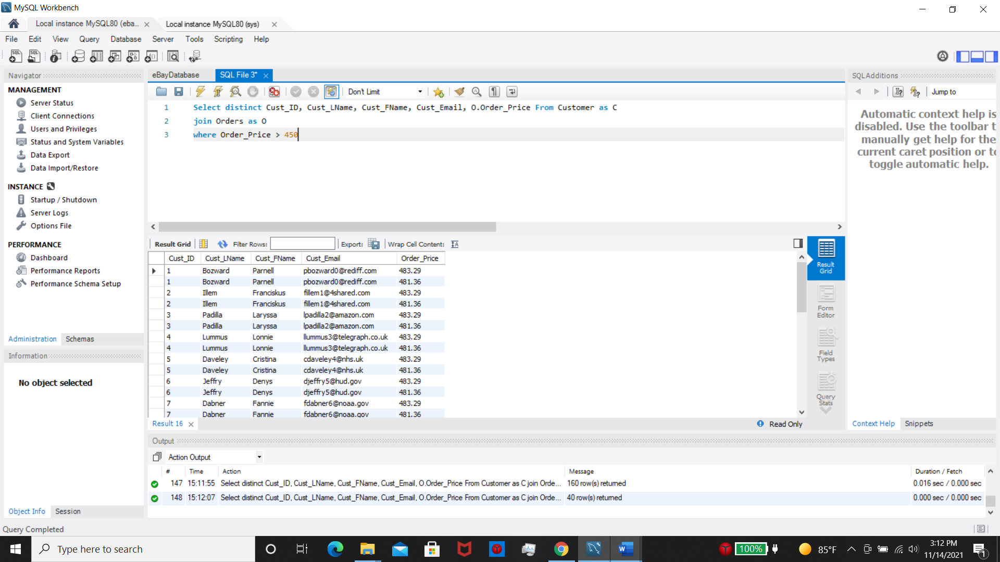 MySQL Workbench
Local instance MySQL80 (eba... Local instance MySQL80 (sys)
File Edit View Query Database Server Tools Scripting Help
Navigator
MANAGEMENT
Server Status
Client Connections
Users and Privileges
Status and System Variables
Data Export
Data Import/Restore
INSTANCE
Startup / Shutdown
Server Logs
Options File
PERFORMANCE
Dashboard
Performance Reports
Performance Schema Setup
Administration Schemas
Information
No object selected
Object Info Session
eBayDatabase SQL File 3*
Don't Limit
1 Select distinct Cust_ID, Cust_LName, Cust_FName, Cust_Email, O.Order_Price From Customer as C
2 join Orders as O
3 where Order_Price > 450
Result Grid Filter Rows: Export: Wrap Cell Content:
Cust_ID Cust_LName Cust_FName Cust_Email Order_Price
1 Bozward Parnell pbozward0@rediff.com 483.29
1 Bozward Parnell pbozward0@rediff.com 481.36
2 Illem Franciskus fillem1@4shared.com 483.29
2 Illem Franciskus fillem1@4shared.com 481.36
3 Padilla Laryssa lpadilla2@amazon.com 483.29
3 Padilla Laryssa lpadilla2@amazon.com 481.36
4 Lummus Lonnie llummus3@telegraph.co.uk 483.29
4 Lummus Lonnie llummus3@telegraph.co.uk 481.36
5 Daveley Cristina cdaveley4@nhs.uk 483.29
5 Daveley Cristina cdaveley4@nhs.uk 481.36
6 Jeffry Denys djeffry5@hud.gov 483.29
6 Jeffry Denys djeffry5@hud.gov 481.36
7 Dabner Fannie fdabner6@noaa.gov 483.29
7 Dabner Fannie fdabner6@noaa.gov 481.36
Result Grid
Form Editor
Field Types
Query Stats
Result 16 Read Only
SQLAdditions
Jump to
Automatic context help is
disabled. Use the toolbar t
manually get help for the
current caret position or to
toggle automatic help.
Context Help Snippets
Output
Action Output
# Time Action Message Duration / Fetch
147 15:11:55 Select distinct Cust_ID, Cust_LName, Cust_FName, Cust_Email, O.Order_Price From Customer as C join Orde... 160 row(s) returned 0.016 sec / 0.000 sec
148 15:12:07 Select distinct Cust_ID, Cust_LName, Cust_FName, Cust_Email, O.Order_Price From Customer as C join Orde... 40 row(s) returned 0.000 sec / 0.000 sec
Query Completed
Type here to search
100% 85°F 3:12 PM
11/14/2021
1